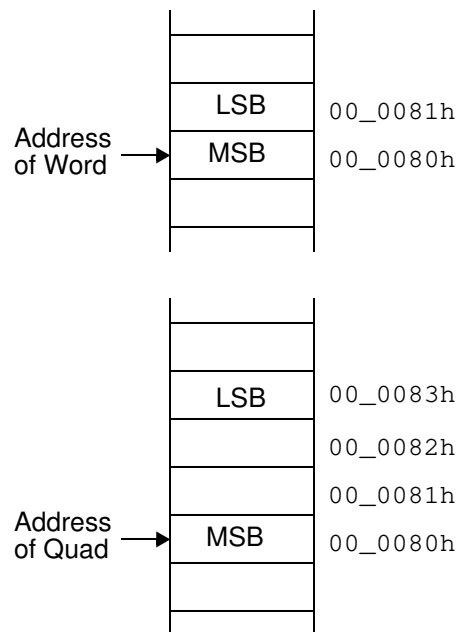 LSB 00_0081h
Address of Word
MSB 00_0080h
LSB 00_0083h
00_0082h
00_0081h
Address of Quad
MSB 00_0080h